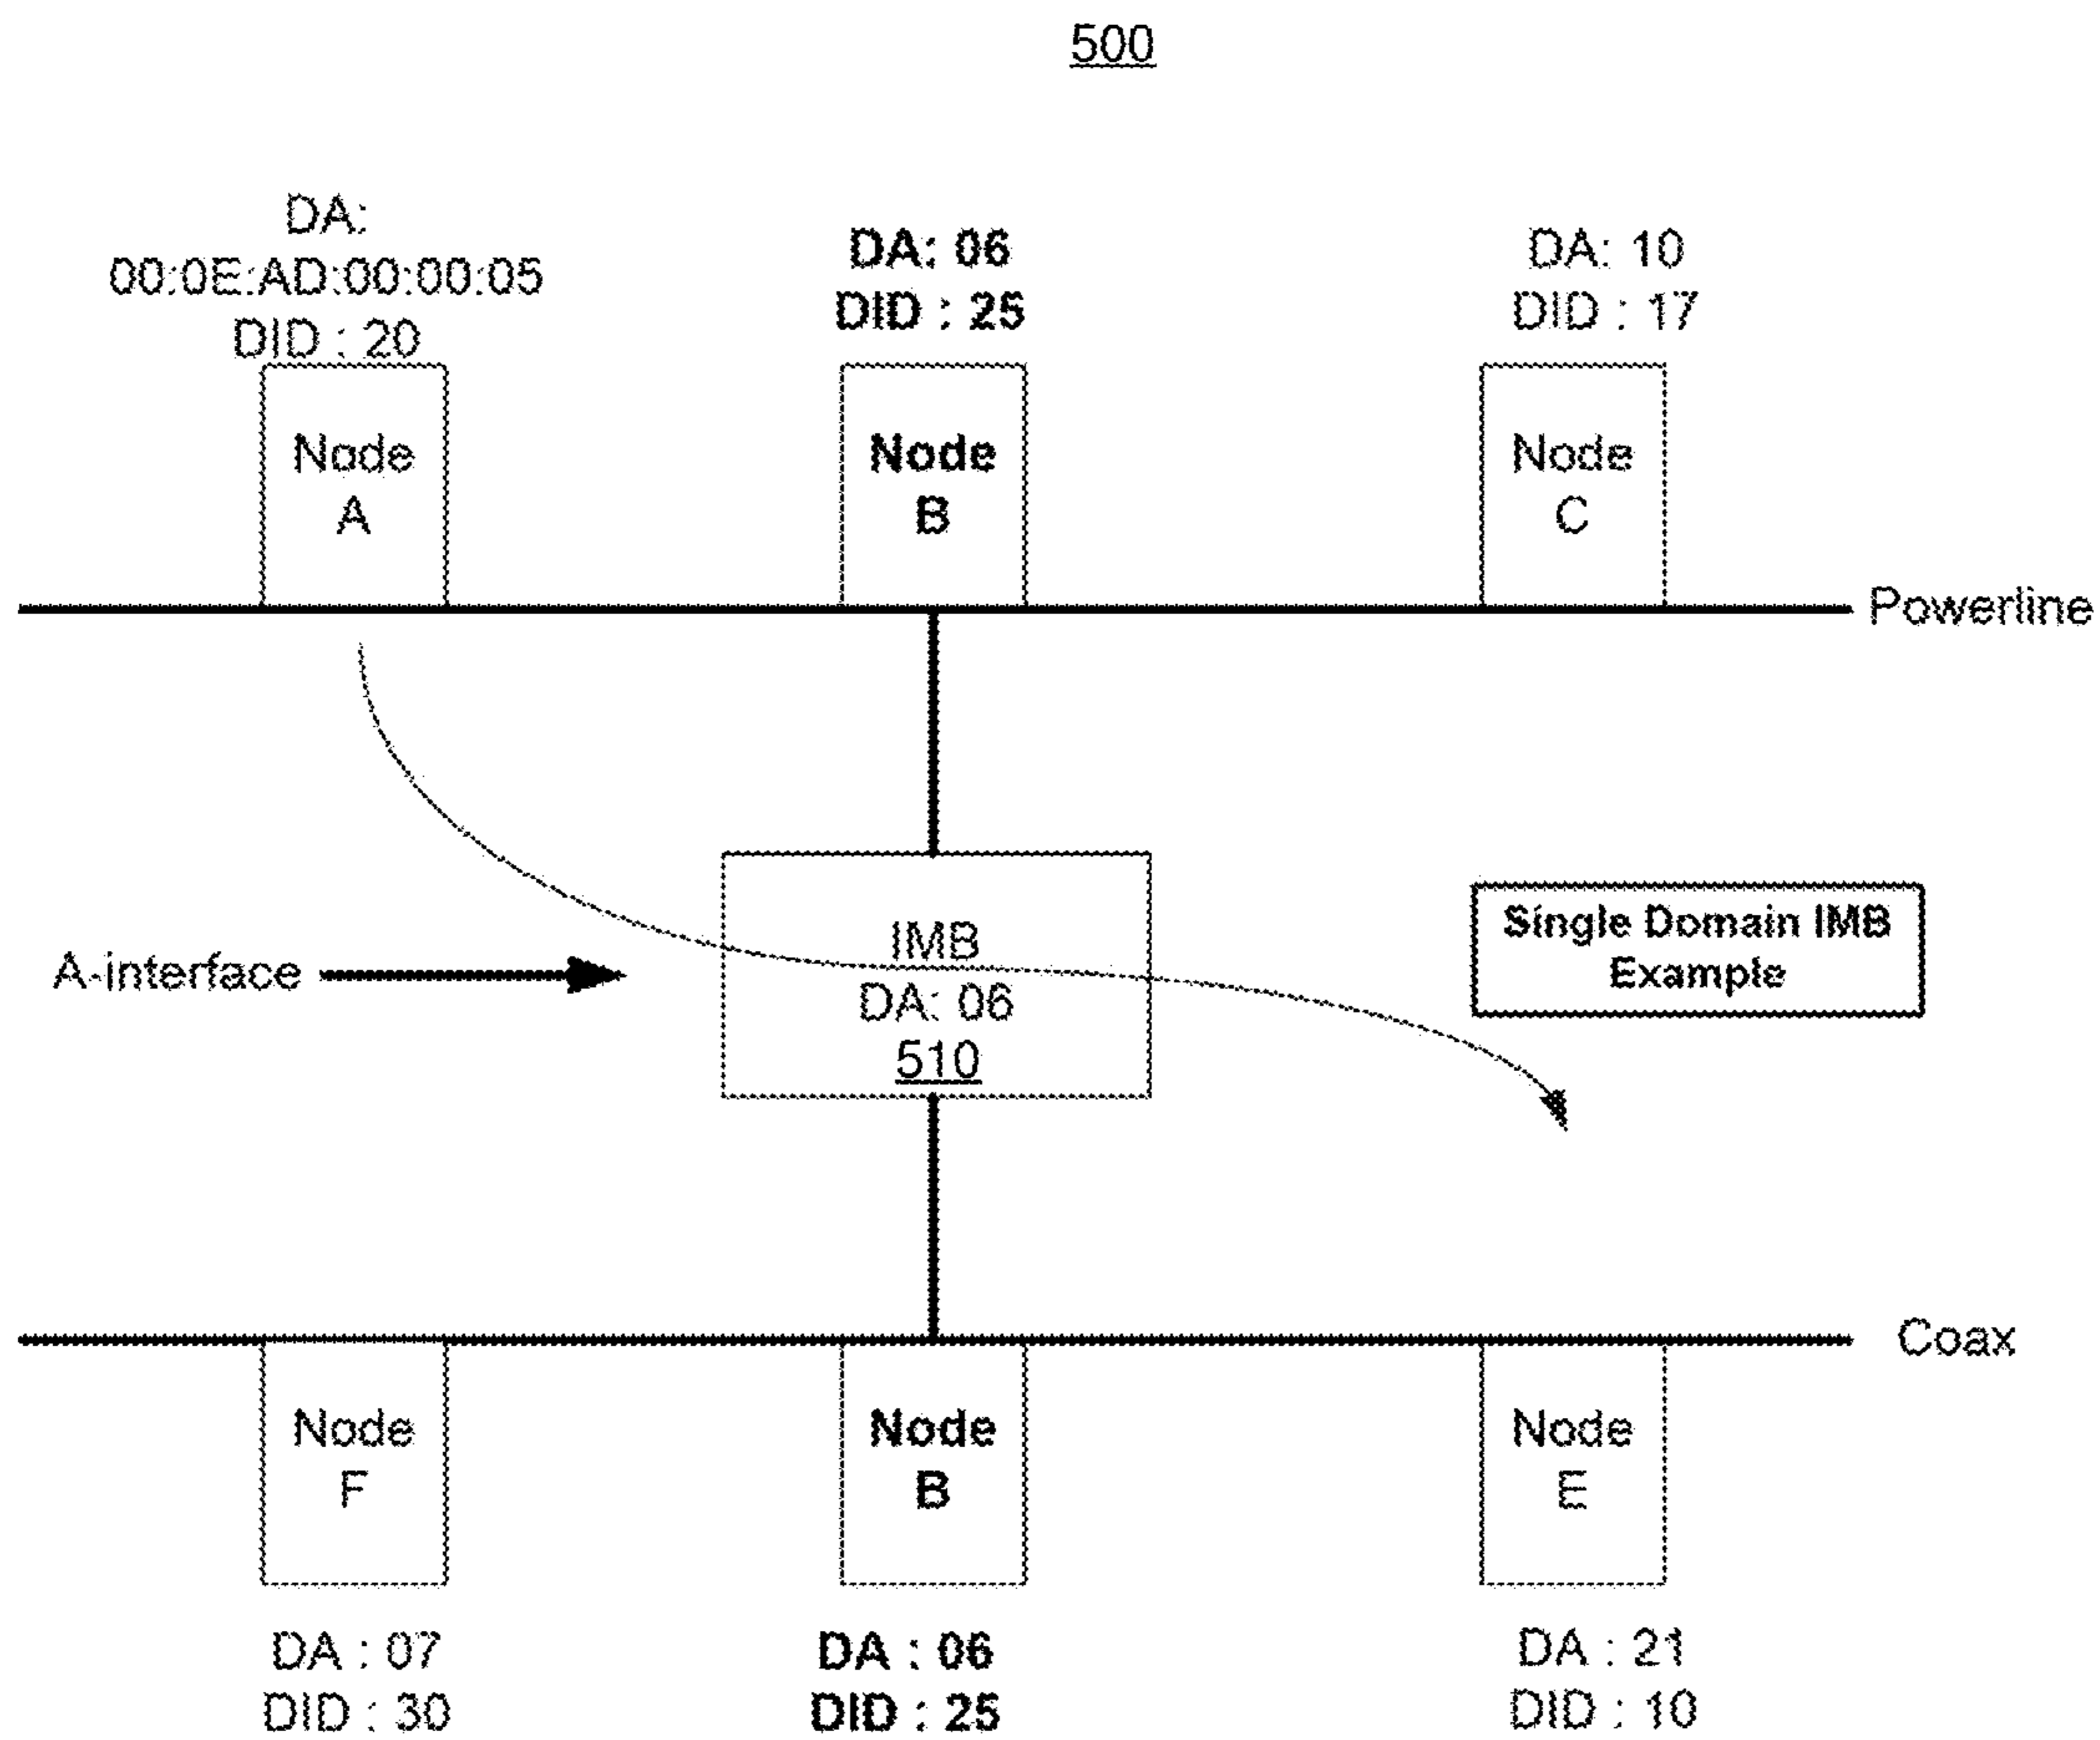 500
DA:
00:0E:AD:00:00:05
DID : 20
DA: 06
DID : 25
DA: 10
DID : 17
Node
A
Node
B
Node
C
Powerline
A-interface
IMB
DA: 06
510
Single Domain IMB
Example
Coax
Node
F
Node
B
Node
E
DA : 07
DID : 30
DA : 06
DID : 25
DA : 21
DID : 10